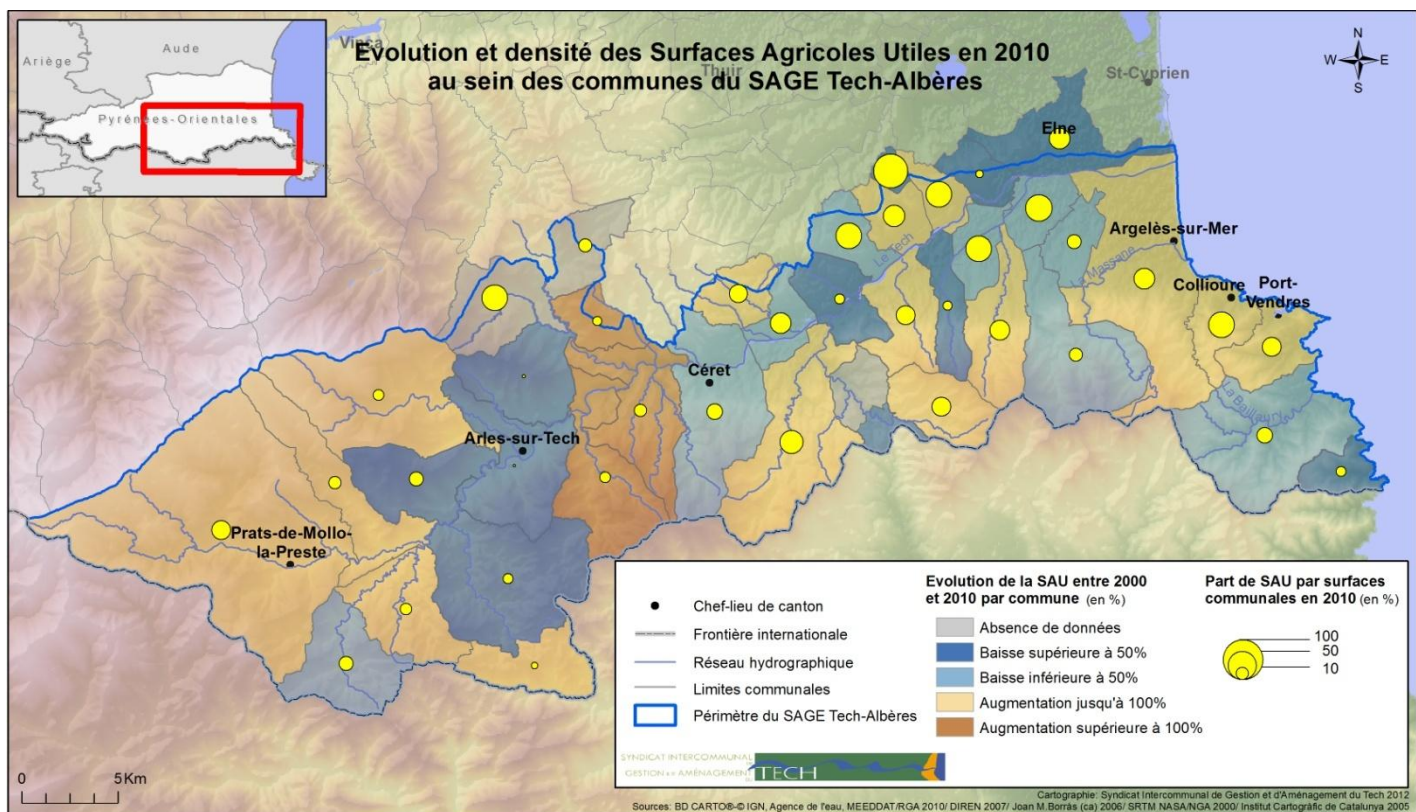 Evolution et densité des Surfaces Agricoles Utiles en 2010
au sein des communes du SAGE Tech-Albères
Ariège
Aude
Pyrénées-Orientales
Vinça
Thuir
St-Cyprien
N
W
E
S
Elne
Le Tech
Argelès-sur-Mer
La Massane
Collioure
Port-
Vendres
Céret
La Baillaury
Arles-sur-Tech
Prats-de-Mollo-
la-Preste
Chef-lieu de canton
Frontière internationale
Réseau hydrographique
Limites communales
Périmètre du SAGE Tech-Albères
Evolution de la SAU entre 2000
et 2010 par commune (en %)
Absence de données
Baisse supérieure à 50%
Baisse inférieure à 50%
Augmentation jusqu'à 100%
Augmentation supérieure à 100%
Part de SAU par surfaces
communales en 2010 (en %)
100
50
10
SYNDICAT INTERCOMMUNAL
GESTION et AMÉNAGEMENT
TECH
0 5Km
Cartographie: Syndicat Intercommunal de Gestion et d'Aménagement du Tech 2012
Sources: BD CARTO®-© IGN, Agence de l'eau, MEEDDAT/RGA 2010/ DIREN 2007/ Joan M.Borràs (ca) 2006/ SRTM NASA/NGA 2000/ Institut Cartogràfic de Catalunya 2005